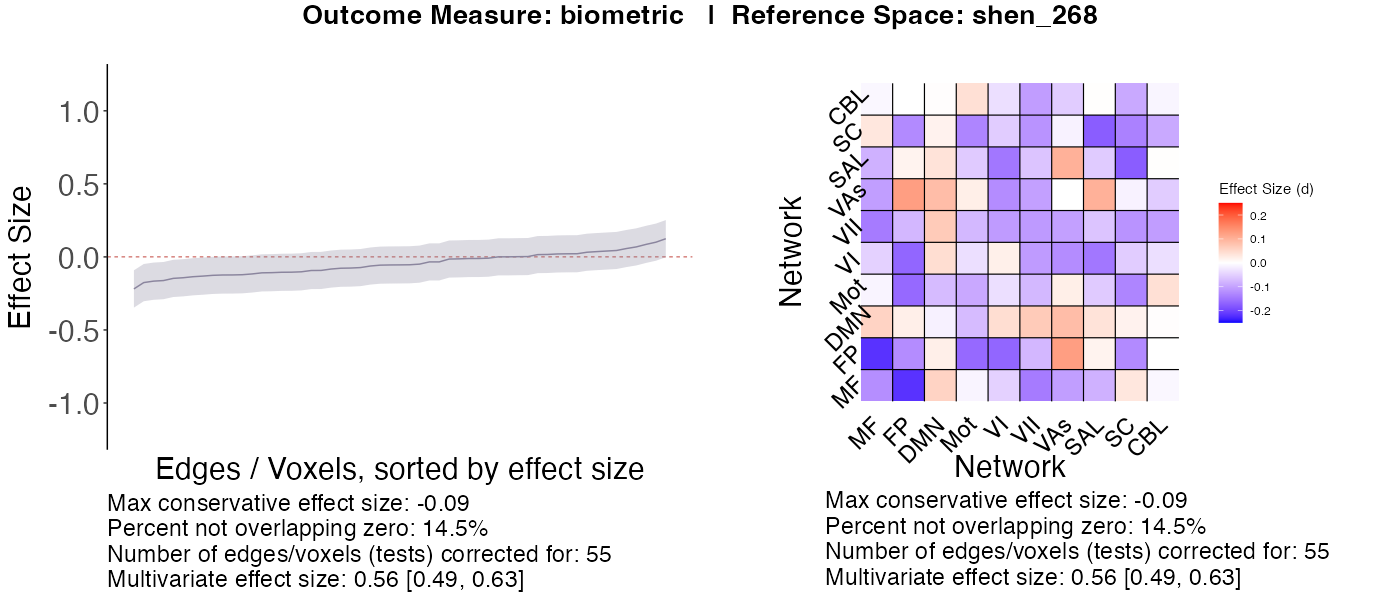 Outcome Measure: biometric | Reference Space: shen_268
Effect Size
1.0
0.5
0.0
-0.5
-1.0
Edges / Voxels, sorted by effect size
Max conservative effect size: -0.09
Percent not overlapping zero: 14.5%
Number of edges/voxels (tests) corrected for: 55
Multivariate effect size: 0.56 [0.49, 0.63]
Network
CBL
SC
SAL
VAs
VII
VI
Mot
DMN
FP
MF
MF FP DMN Mot VI VII VAs SAL SC CBL
Network
Effect Size (d)
0.2
0.1
0.0
-0.1
-0.2
Max conservative effect size: -0.09
Percent not overlapping zero: 14.5%
Number of edges/voxels (tests) corrected for: 55
Multivariate effect size: 0.56 [0.49, 0.63]